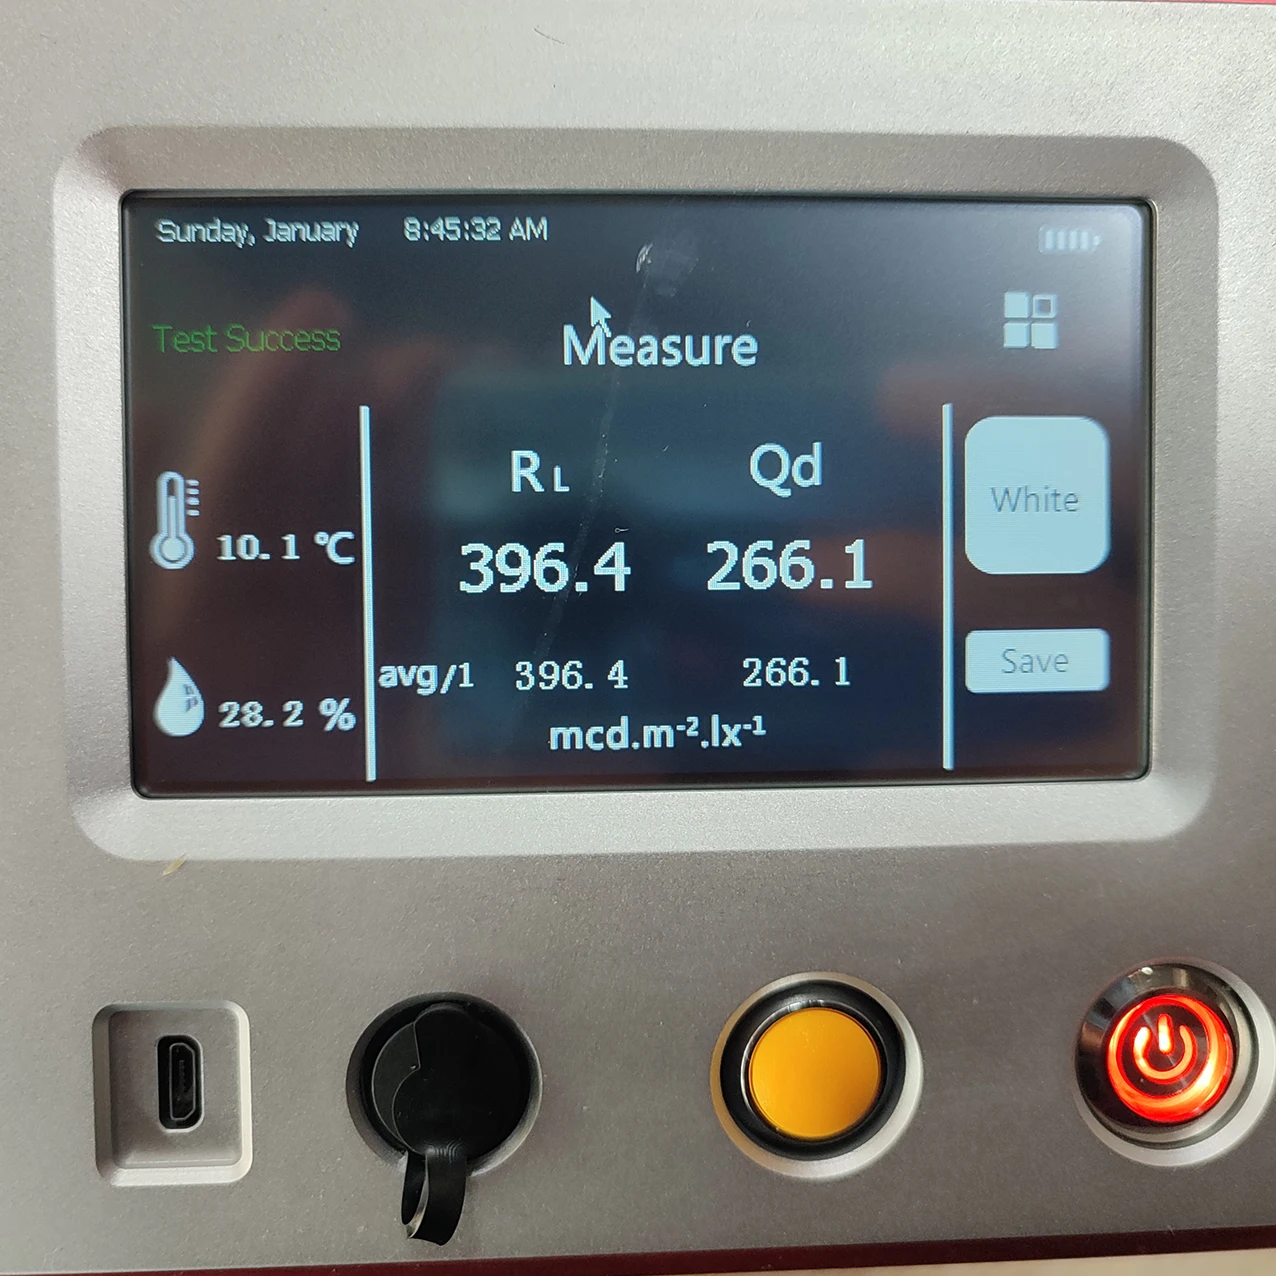 Sunday, January 8:45:32 AM
Test Success
Measure
RL Qd
White
10.1 ℃
396.4 266.1
Save
avg/1 396.4 266.1
28.2 %
mcd.m⁻².lx⁻¹